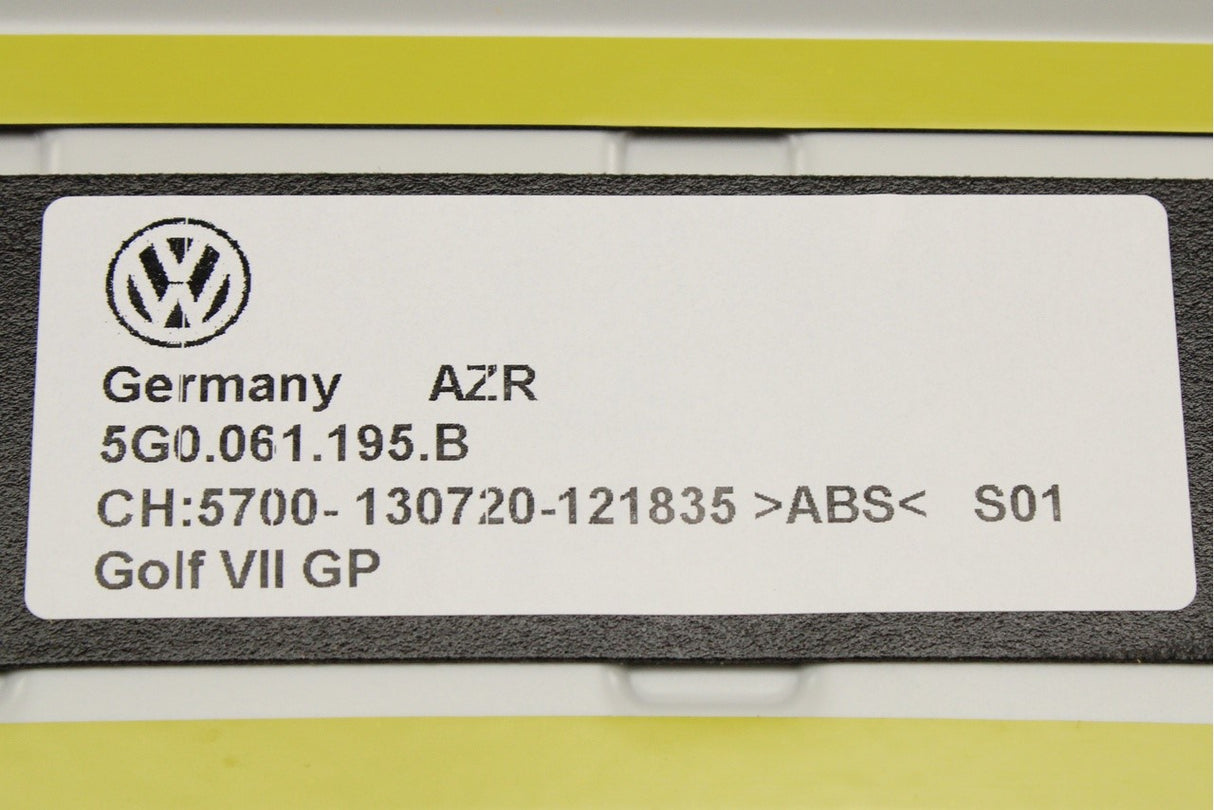 Germany AZR
5G0.061.195.B
CH:5700- 130720-121835 >ABS< S01
Golf VII GP